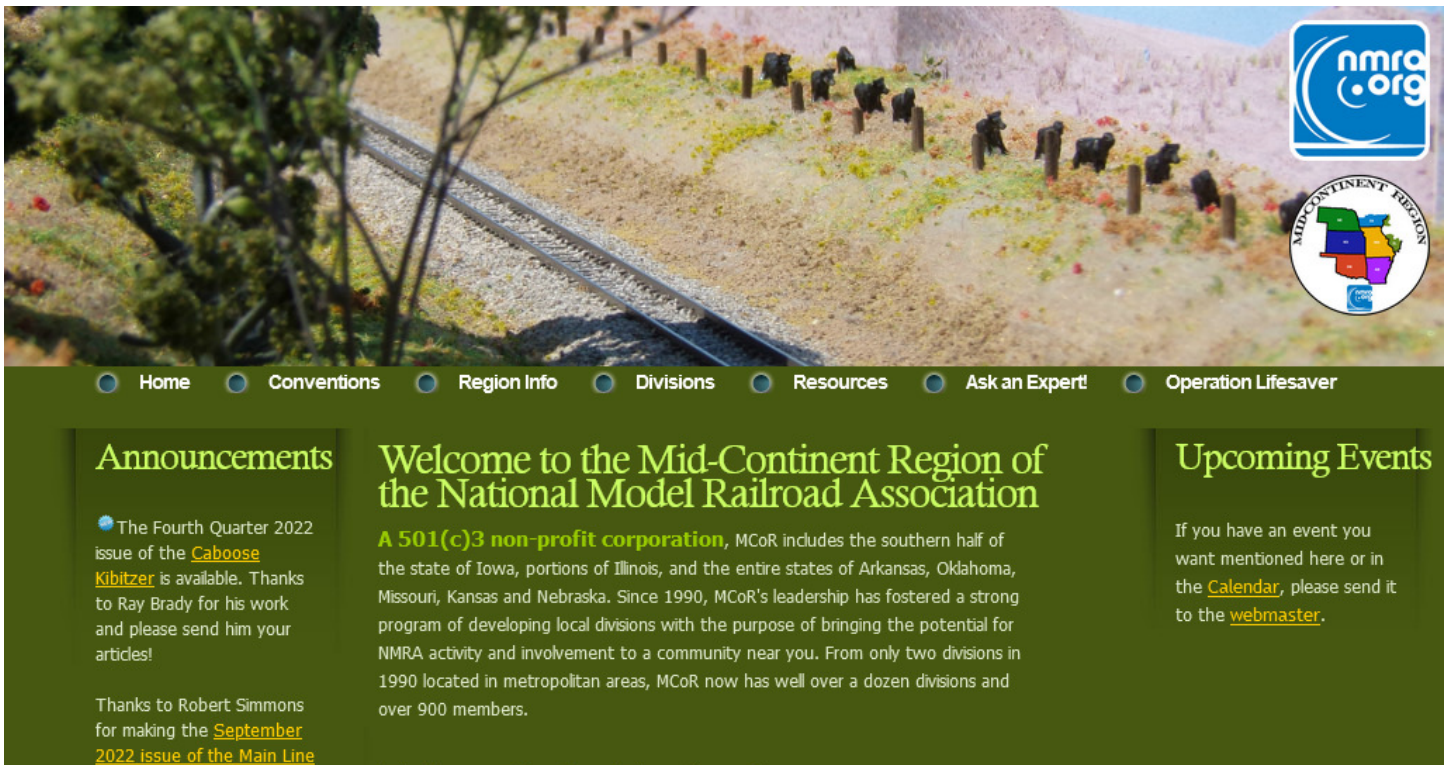 nmra
.org
MIDCONTINENT REGION
nmra
.org
Home
Conventions
Region Info
Divisions
Resources
Ask an Expert!
Operation Lifesaver
Announcements
The Fourth Quarter 2022
issue of the Caboose
Kibitzer is available. Thanks
to Ray Brady for his work
and please send him your
articles!
Thanks to Robert Simmons
for making the September
2022 issue of the Main Line
Welcome to the Mid-Continent Region of
the National Model Railroad Association
A 501(c)3 non-profit corporation, MCoR includes the southern half of
the state of Iowa, portions of Illinois, and the entire states of Arkansas, Oklahoma,
Missouri, Kansas and Nebraska. Since 1990, MCoR's leadership has fostered a strong
program of developing local divisions with the purpose of bringing the potential for
NMRA activity and involvement to a community near you. From only two divisions in
1990 located in metropolitan areas, MCoR now has well over a dozen divisions and
over 900 members.
Upcoming Events
If you have an event you
want mentioned here or in
the Calendar, please send it
to the webmaster.